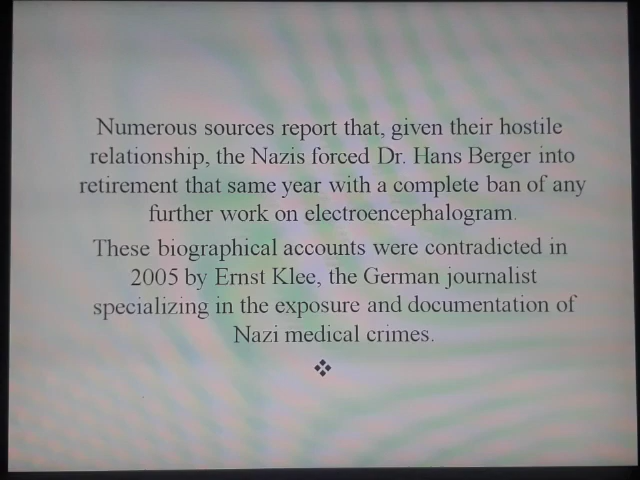 Numerous sources report that, given their hostile
relationship, the Nazis forced Dr. Hans Berger into
retirement that same year with a complete ban of any
further work on electroencephalogram.
These biographical accounts were contradicted in
2005 by Ernst Klee, the German journalist
specializing in the exposure and documentation of
Nazi medical crimes.